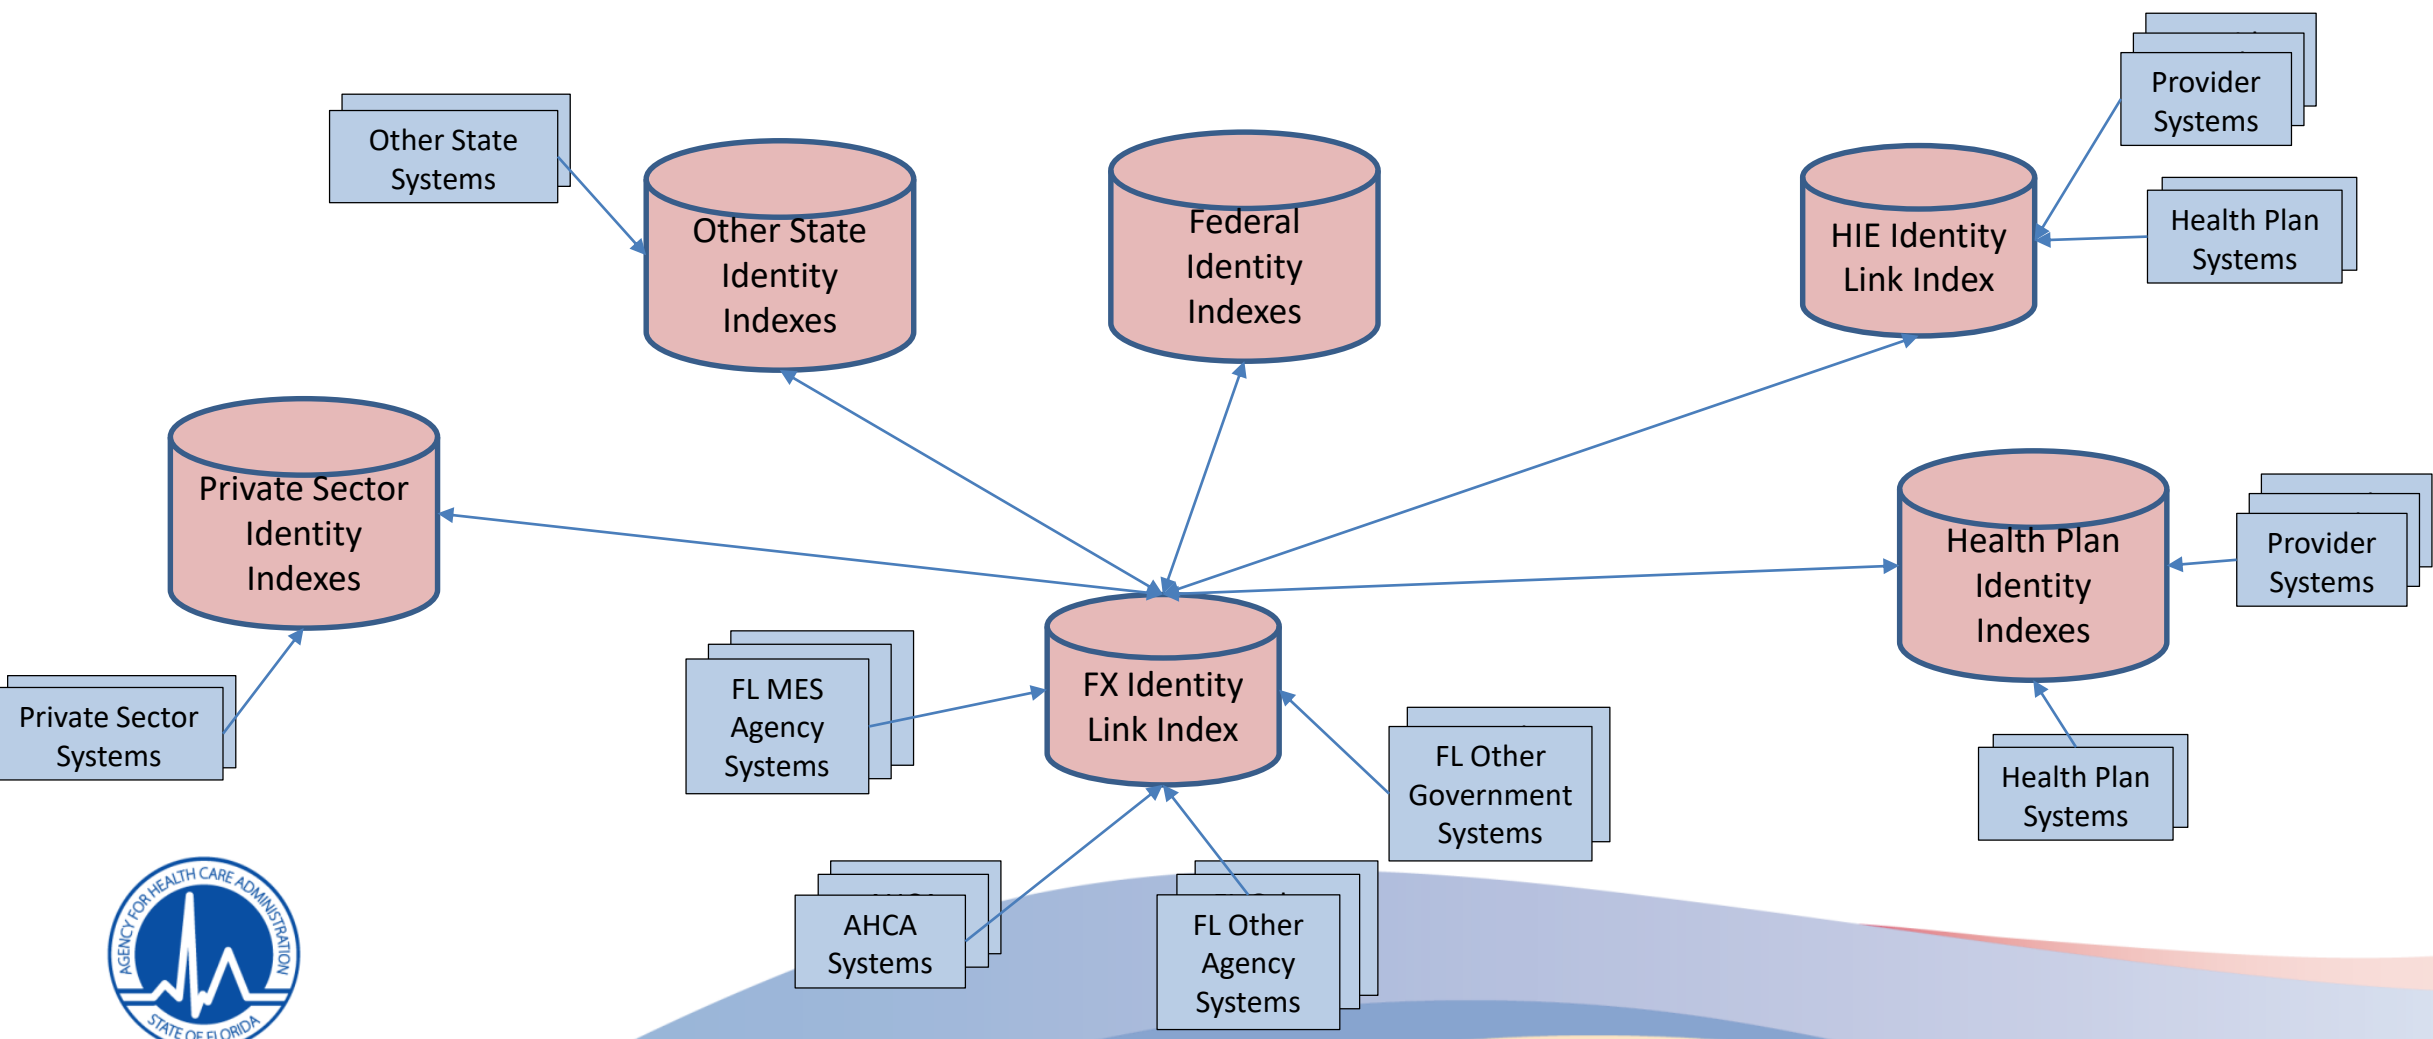 Provider
Systems
Other State
Systems
Health Plan
Systems
Other State
Identity
Indexes
Federal
Identity
Indexes
HIE Identity
Link Index
Private Sector
Identity
Indexes
Health Plan
Identity
Indexes
Provider
Systems
FL MES
Agency
Systems
FX Identity
Link Index
Private Sector
Systems
FL Other
Government
Systems
Health Plan
Systems
AHCA
Systems
FL Other
Agency
Systems
AGENCY FOR HEALTH CARE ADMINISTRATION
STATE OF FLORIDA